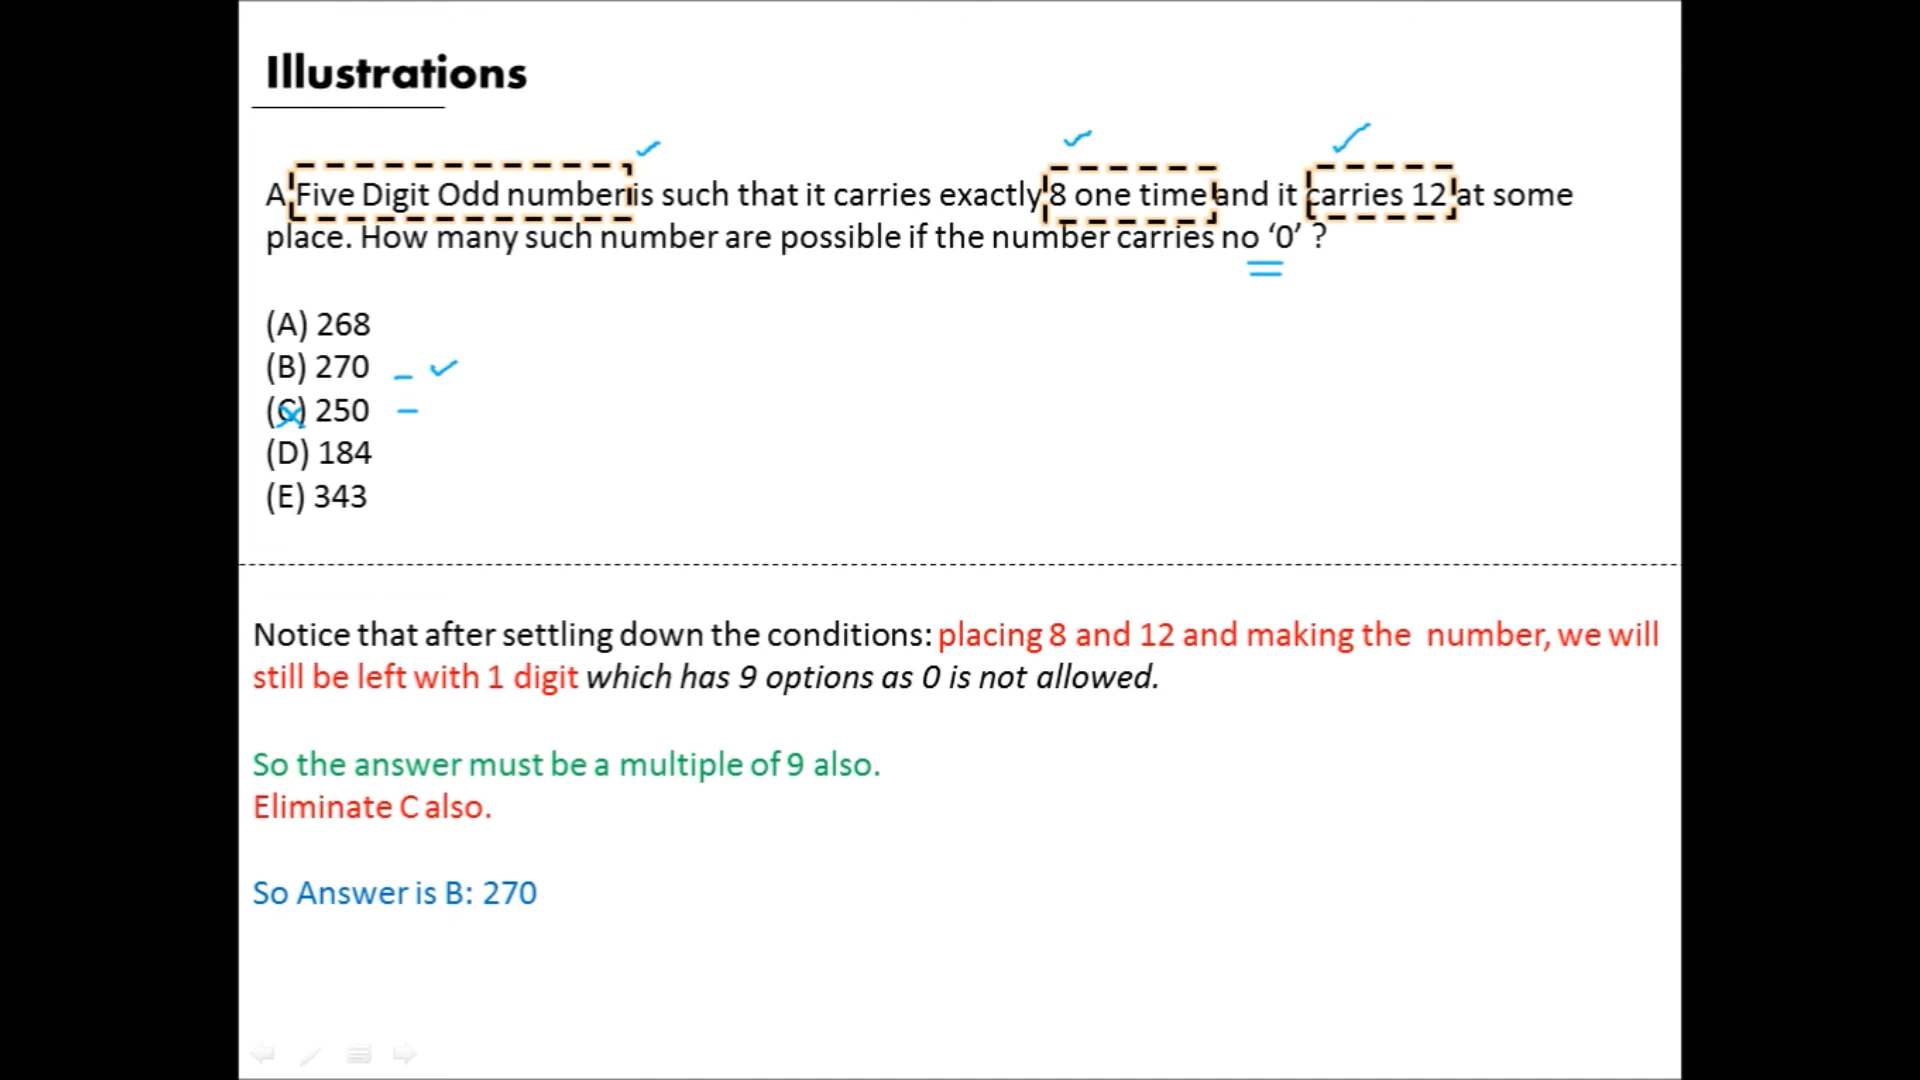 Illustrations
A Five Digit Odd number is such that it carries exactly 8 one time and it carries 12 at some
place. How many such number are possible if the number carries no ‘0’ ?
(A) 268
(B) 270
(C) 250
(D) 184
(E) 343
Notice that after settling down the conditions: placing 8 and 12 and making the number, we will
still be left with 1 digit which has 9 options as 0 is not allowed.
So the answer must be a multiple of 9 also.
Eliminate C also.
So Answer is B: 270